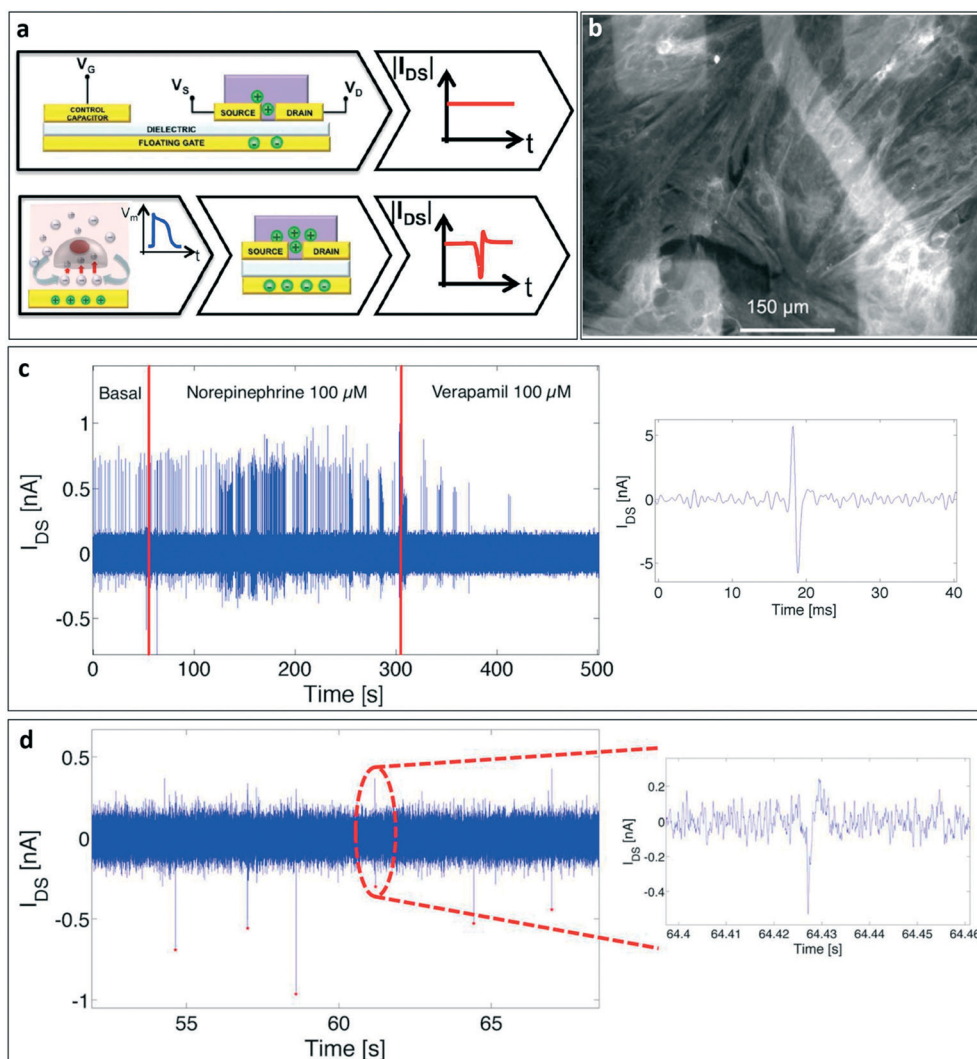 a
V_G
V_S
V_D
CONTROL
CAPACITOR
SOURCE
DRAIN
DIELECTRIC
FLOATING GATE
|I_DS|
t
V_m
t
SOURCE
DRAIN
|I_DS|
t
b
150 µm
c
Basal
Norepinephrine 100 µM
Verapamil 100 µM
1
0.5
0
-0.5
I_DS [nA]
0
100
200
300
400
500
Time [s]
5
0
-5
I_DS [nA]
0
10
20
30
40
Time [ms]
d
0.5
0
-0.5
-1
I_DS [nA]
55
60
65
Time [s]
0.2
0
-0.2
-0.4
I_DS [nA]
64.4
64.41
64.42
64.43
64.44
64.45
64.46
Time [s]